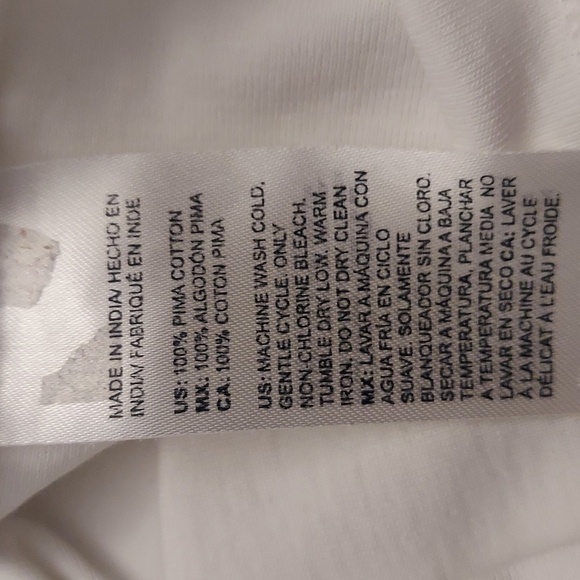 MADE IN INDIA/ HECHO EN
INDIA/ FABRIQUÉ EN INDE
US: 100% PIMA COTTON
MX: 100% ALGODÓN PIMA
CA: 100% COTON PIMA
US: MACHINE WASH COLD,
GENTLE CYCLE. ONLY
NON-CHLORINE BLEACH.
TUMBLE DRY LOW. WARM
IRON. DO NOT DRY CLEAN
MX: LAVAR A MÁQUINA CON
AGUA FRÍA EN CICLO
SUAVE. SOLAMENTE
BLANQUEADOR SIN CLORO.
SECAR A MÁQUINA A BAJA
TEMPERATURA, PLANCHAR
A TEMPERATURA MEDIA. NO
LAVAR EN SECO CA: LAVER
À LA MACHINE AU CYCLE
DÉLICAT À L'EAU FROIDE.